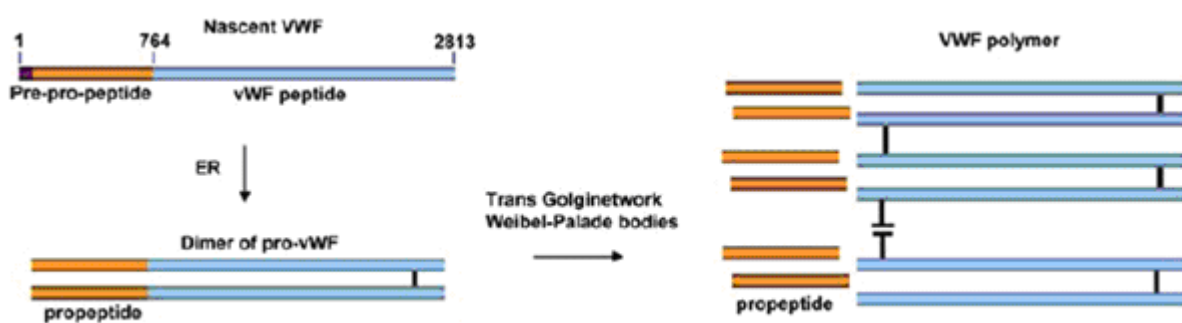 Nascent VWF
1 764 2813
Pre-pro-peptide vWF peptide
ER
Dimer of pro-vWF
propeptide
Trans Golginetwork
Weibel-Palade bodies
VWF polymer
propeptide